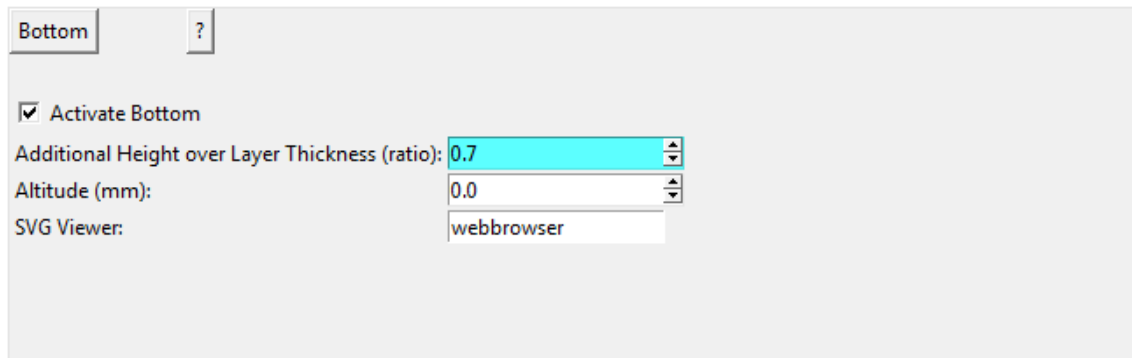 Bottom ?
Activate Bottom
Additional Height over Layer Thickness (ratio): 0.7
Altitude (mm): 0.0
SVG Viewer: webbrowser